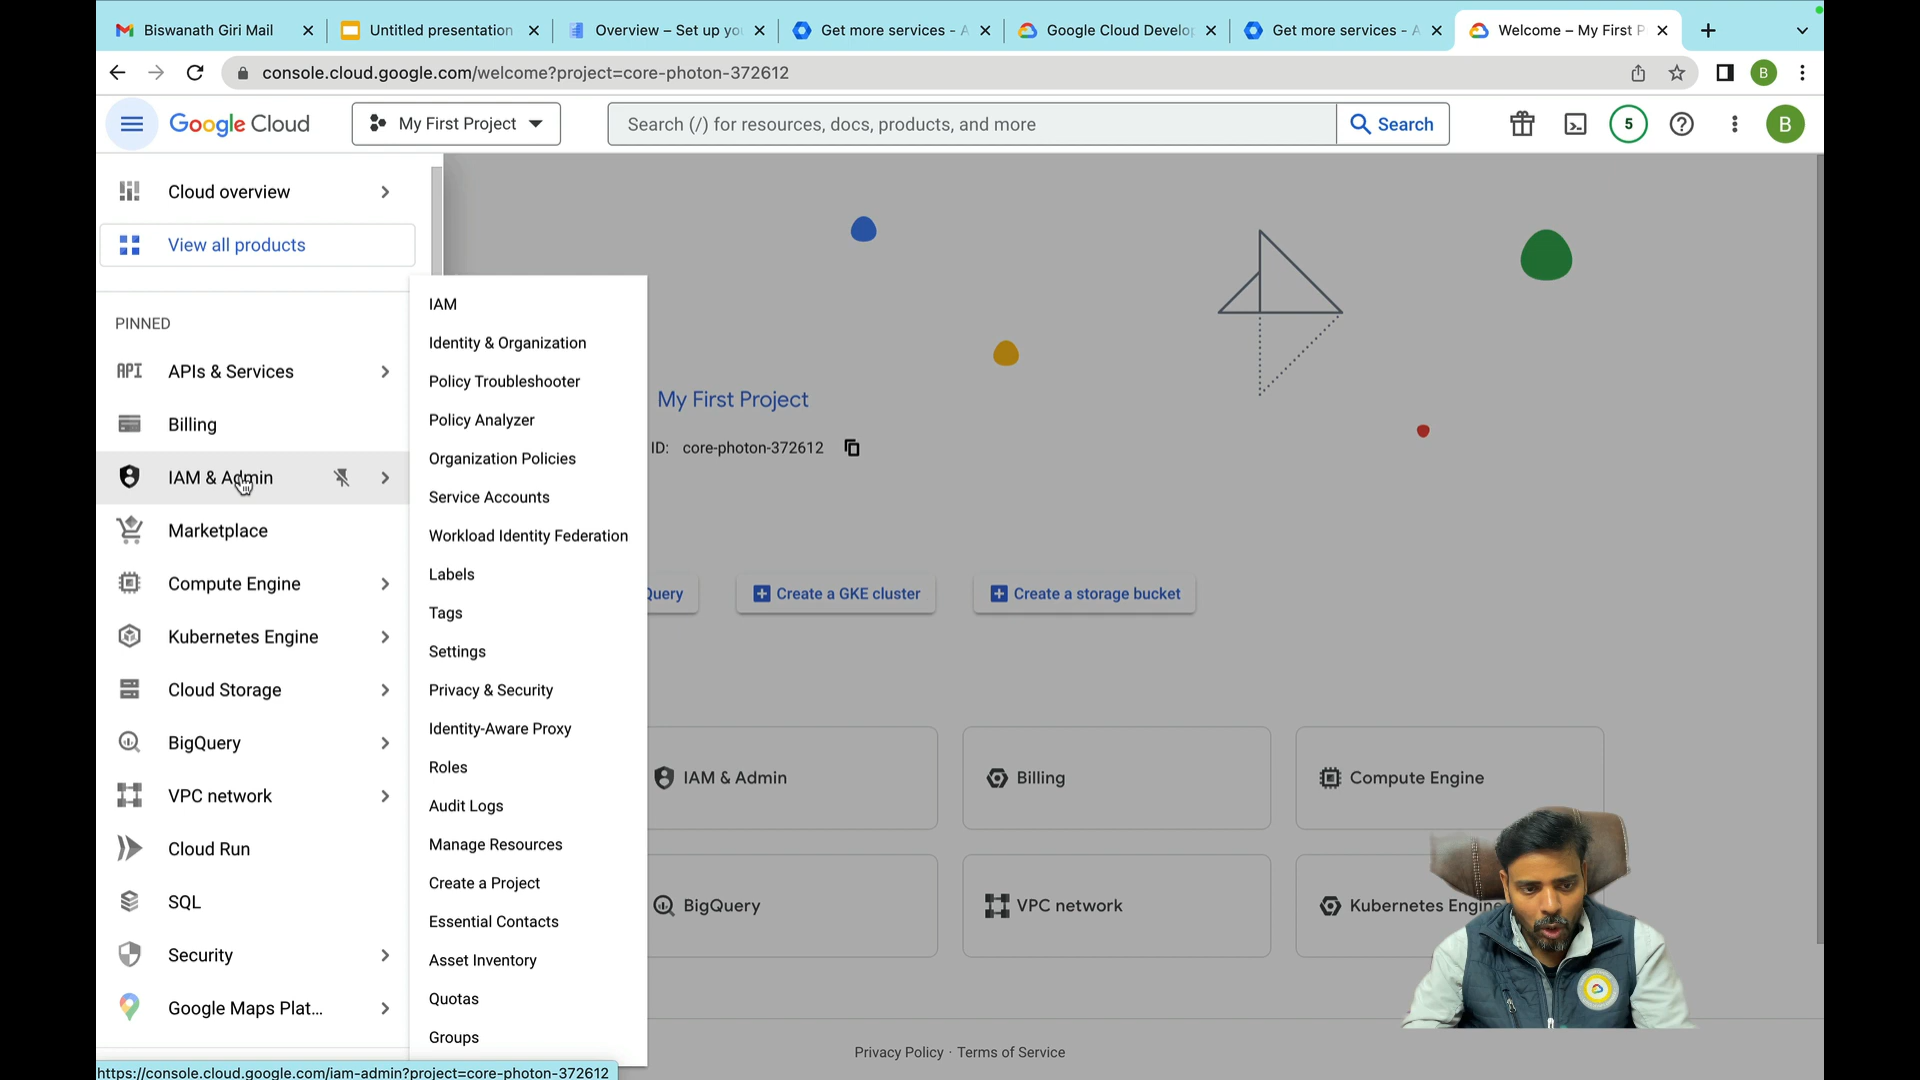 Biswanath Giri Mail
Untitled presentation
Overview – Set up yo
Get more services - A
Google Cloud Develo
Get more services - A
Welcome – My First P
console.cloud.google.com/welcome?project=core-photon-372612
B
Google Cloud
My First Project
Search (/) for resources, docs, products, and more
Search
5
B
Cloud overview
View all products
PINNED
API APIs & Services
Billing
IAM & Admin
Marketplace
Compute Engine
Kubernetes Engine
Cloud Storage
BigQuery
VPC network
Cloud Run
SQL
Security
Google Maps Plat...
IAM
Identity & Organization
Policy Troubleshooter
Policy Analyzer
Organization Policies
Service Accounts
Workload Identity Federation
Labels
Tags
Settings
Privacy & Security
Identity-Aware Proxy
Roles
Audit Logs
Manage Resources
Create a Project
Essential Contacts
Asset Inventory
Quotas
Groups
My First Project
ID: core-photon-372612
Query
Create a GKE cluster
Create a storage bucket
IAM & Admin
Billing
Compute Engine
BigQuery
VPC network
Kubernetes Engine
Privacy Policy · Terms of Service
https://console.cloud.google.com/iam-admin?project=core-photon-372612